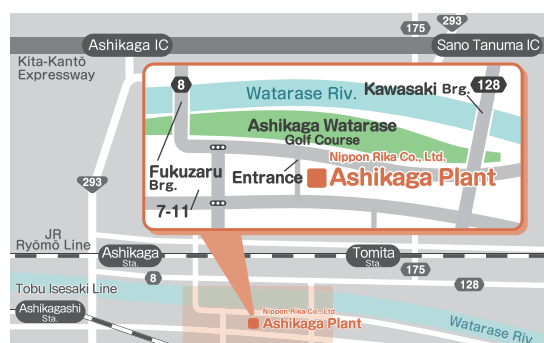 293
175
Ashikaga IC
Sano Tanuma IC
Kita-Kantō
Expressway
8
Watarase Riv.
Kawasaki Brg.
128
Ashikaga Watarase
Golf Course
Nippon Rika Co., Ltd.
Ashikaga Plant
Fukuzaru
Brg.
Entrance
7-11
293
JR
Ryōmō Line
Ashikaga
Sta.
Tomita
Sta.
8
175
128
Tobu Isesaki Line
Ashikagashi
Sta.
Nippon Rika Co., Ltd.
Ashikaga Plant
Watarase Riv.